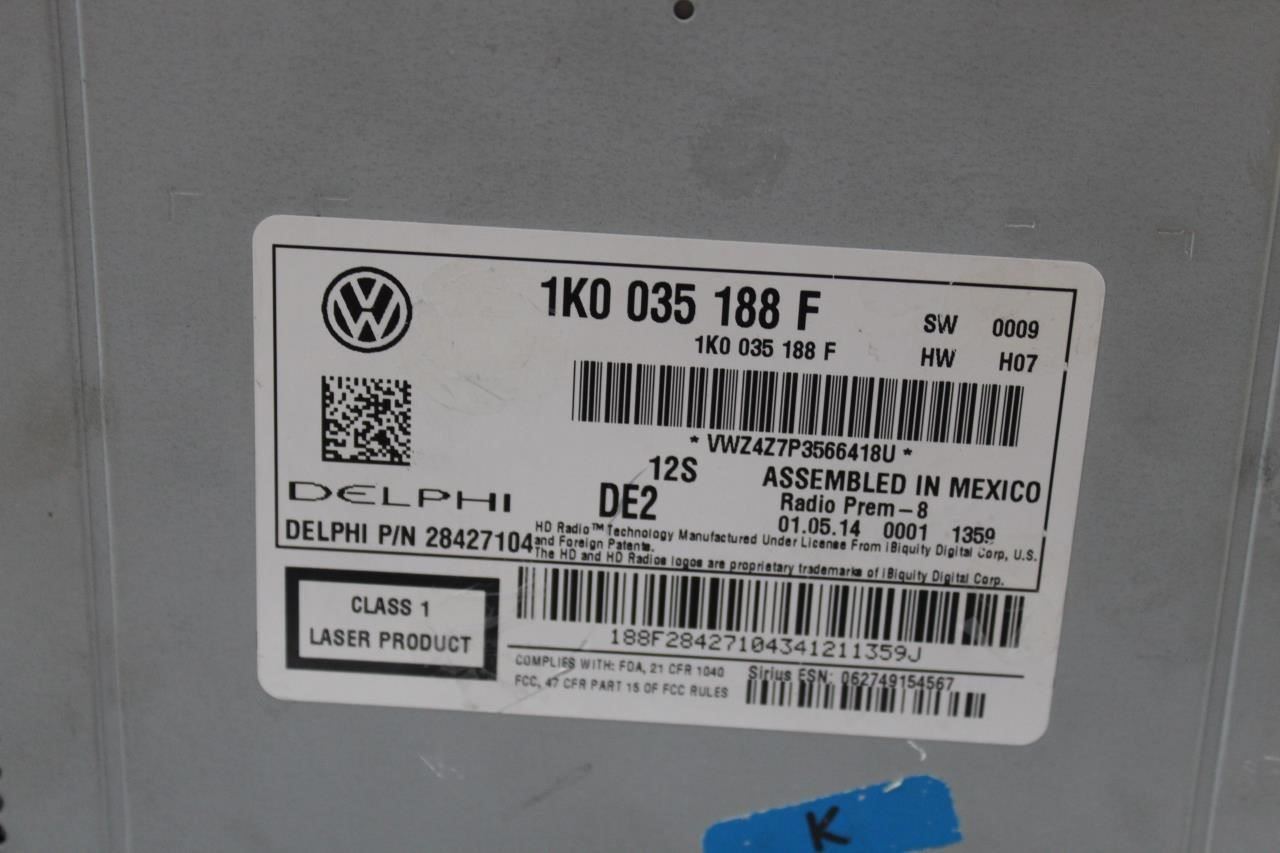 1K0 035 188 F
1K0 035 188 F
SW 0009
HW H07
* VWZ4Z7P3566418U *
12S
DE2
ASSEMBLED IN MEXICO
Radio Prem-8
01.05.14 0001 1359
DELPHI
DELPHI P/N 28427104
HD Radio™ Technology Manufactured Under License From iBiquity Digital Corp, U.S.
and Foreign Patents.
The HD and HD Radios logos are proprietary trademarks of iBiquity Digital Corp.
CLASS 1
LASER PRODUCT
188F28427104341211359J
COMPLIES WITH: FDA, 21 CFR 1040
FCC, 47 CFR PART 15 OF FCC RULES
Sirius ESN: 062749154567
K